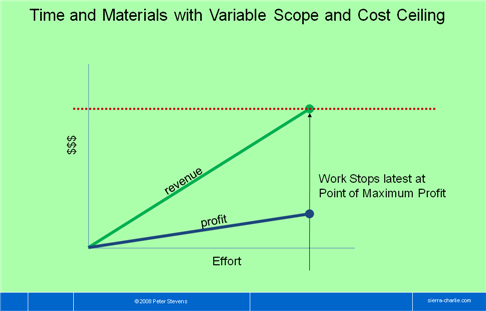 Time and Materials with Variable Scope and Cost Ceiling
$$$
revenue
Work Stops latest at
Point of Maximum Profit
profit
Effort
©2008 Peter Stevens
sierra-charlie.com